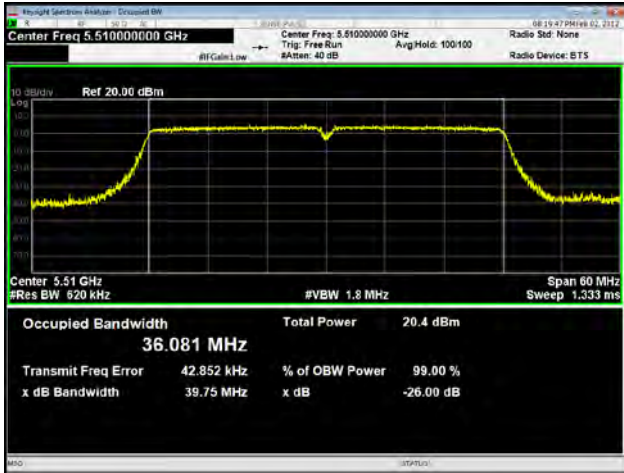 Keysight Spectrum Analyzer - Occupied BW
Center Freq 5.510000000 GHz
#IFGain:Low
Center Freq: 5.510000000 GHz
Trig: Free Run
Avg|Hold: 100/100
#Atten: 40 dB
Radio Std: None
Radio Device: BTS
10 dB/div
Ref 20.00 dBm
Log
Center 5.51 GHz
Span 60 MHz
#Res BW 620 kHz
#VBW 1.8 MHz
Sweep 1.333 ms
Occupied Bandwidth
36.081 MHz
Total Power
20.4 dBm
Transmit Freq Error
42.852 kHz
% of OBW Power
99.00 %
x dB Bandwidth
39.75 MHz
x dB
-26.00 dB
MSG
STATUS